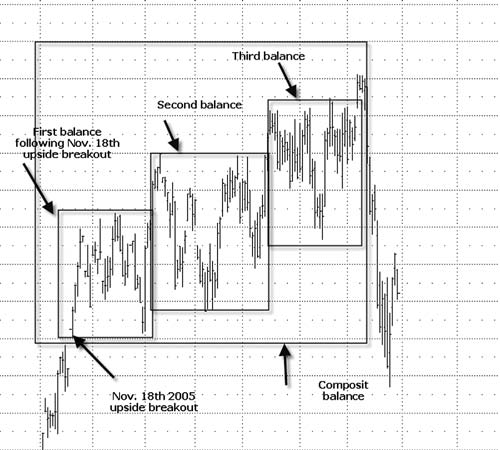 Third balance
Second balance
First balance
following Nov. 18th
upside breakout
Nov. 18th 2005
upside breakout
Composit
balance